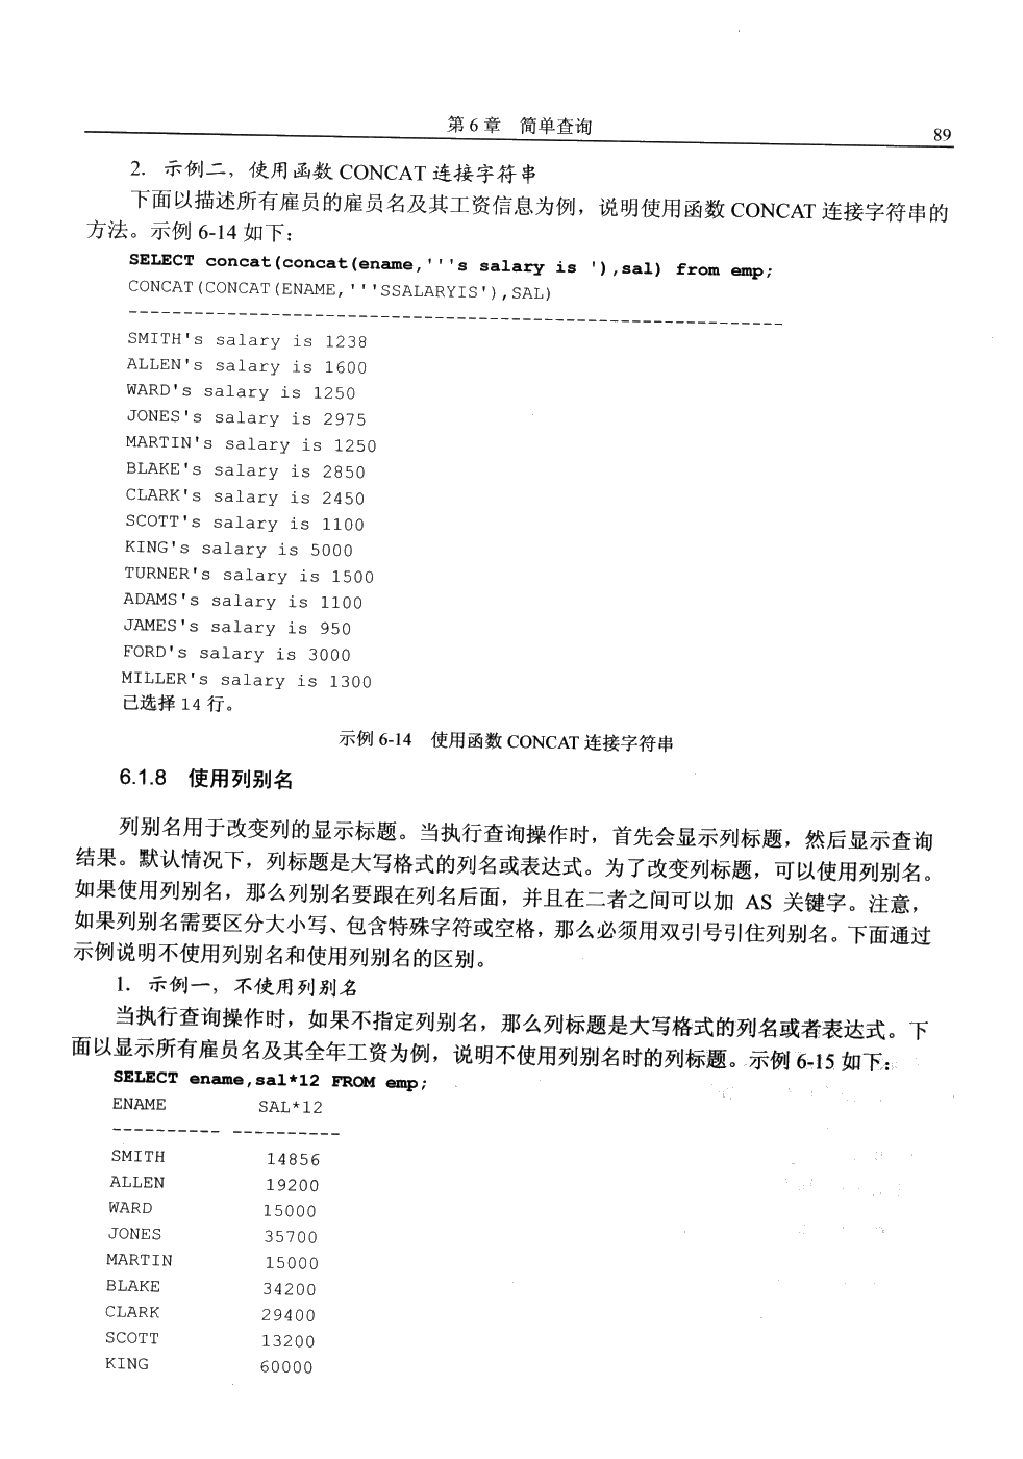 第 6 章　简单查询
89
2．示例二，使用函数 CONCAT 连接字符串
下面以描述所有雇员的雇员名及其工资信息为例，说明使用函数 CONCAT 连接字符串的
方法。示例 6-14 如下：
SELECT concat(concat(ename,'''s salary is '),sal) from emp;
CONCAT(CONCAT(ENAME,'''SSALARYIS'),SAL)
------------------------------------------------------------
SMITH's salary is 1238
ALLEN's salary is 1600
WARD's salary is 1250
JONES's salary is 2975
MARTIN's salary is 1250
BLAKE's salary is 2850
CLARK's salary is 2450
SCOTT's salary is 1100
KING's salary is 5000
TURNER's salary is 1500
ADAMS's salary is 1100
JAMES's salary is 950
FORD's salary is 3000
MILLER's salary is 1300
已选择 14 行。
示例 6-14　使用函数 CONCAT 连接字符串
6.1.8　使用列别名
列别名用于改变列的显示标题。当执行查询操作时，首先会显示列标题，然后显示查询
结果。默认情况下，列标题是大写格式的列名或表达式。为了改变列标题，可以使用列别名。
如果使用列别名，那么列别名要跟在列名后面，并且在二者之间可以加 AS 关键字。注意，
如果列别名需要区分大小写、包含特殊字符或空格，那么必须用双引号引住列别名。下面通过
示例说明不使用列别名和使用列别名的区别。
1．示例一，不使用列别名
当执行查询操作时，如果不指定列别名，那么列标题是大写格式的列名或者表达式。下
面以显示所有雇员名及其全年工资为例，说明不使用列别名时的列标题。示例 6-15 如下：
SELECT ename,sal*12 FROM emp;
ENAME          SAL*12
---------- ----------
SMITH          14856
ALLEN          19200
WARD           15000
JONES          35700
MARTIN         15000
BLAKE          34200
CLARK          29400
SCOTT          13200
KING           60000